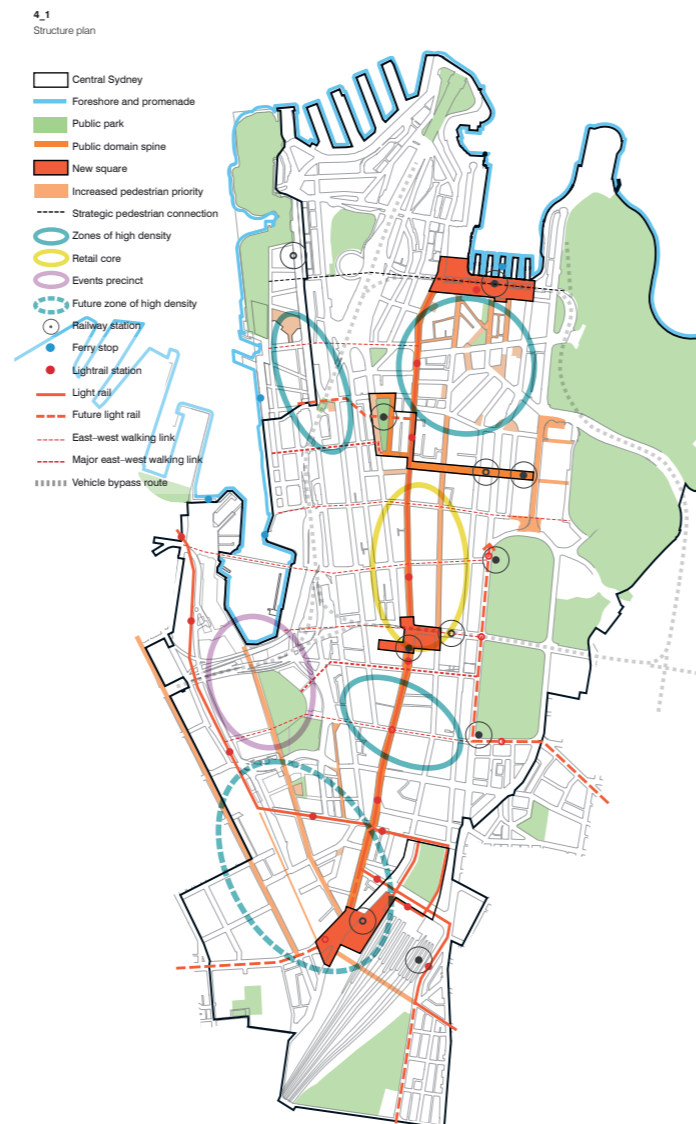 4_1
Structure plan
Central Sydney
Foreshore and promenade
Public park
Public domain spine
New square
Increased pedestrian priority
Strategic pedestrian connection
Zones of high density
Retail core
Events precinct
Future zone of high density
Railway station
Ferry stop
Lightrail station
Light rail
Future light rail
East–west walking link
Major east–west walking link
Vehicle bypass route